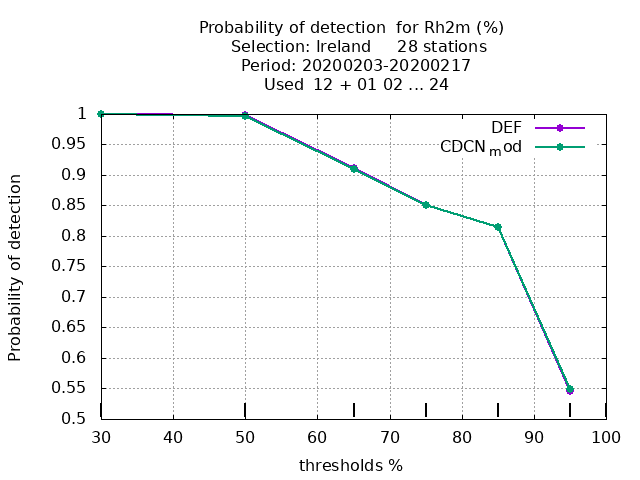 Probability of detection  for Rh2m (%)
Selection: Ireland     28 stations
Period: 20200203-20200217
Used  12 + 01 02 ... 24
DEF
CDCNmod
1
0.95
0.9
0.85
0.8
0.75
0.7
0.65
0.6
0.55
0.5
Probability of detection
30 40 50 60 70 80 90 100
thresholds %